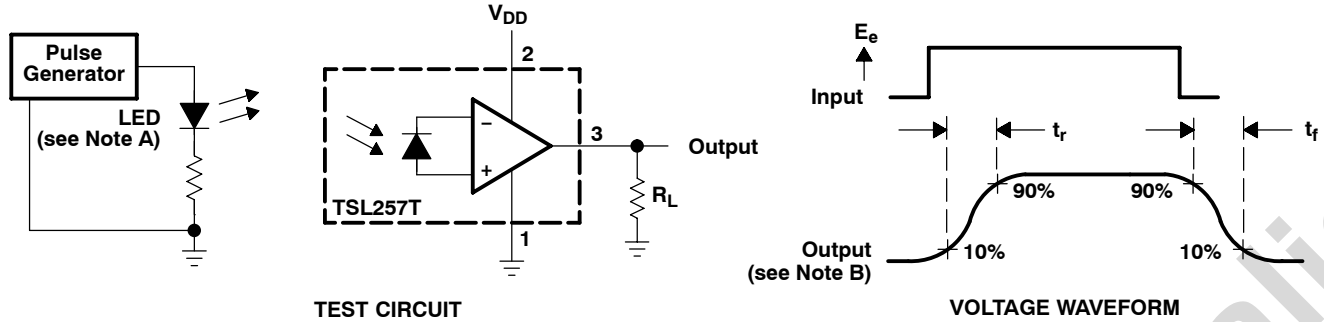 Pulse
Generator
LED
(see Note A)
VDD
2
−
+
3
Output
RL
TSL257T
1
TEST CIRCUIT
Ee
Input
tr
tf
90%
90%
Output
(see Note B)
10%
10%
VOLTAGE WAVEFORM